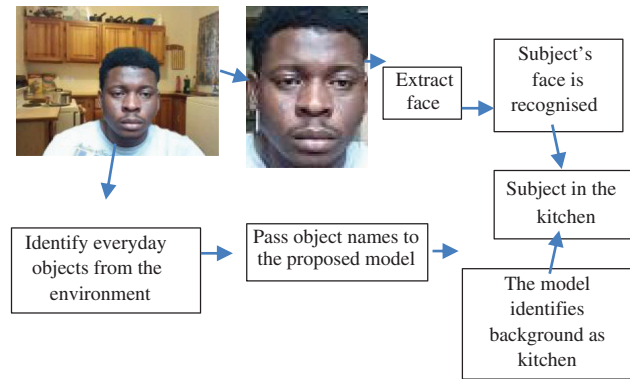 Extract
face
Subject's
face is
recognised
Subject in the
kitchen
Identify everyday
objects from the
environment
Pass object names to
the proposed model
The model
identifies
background as
kitchen